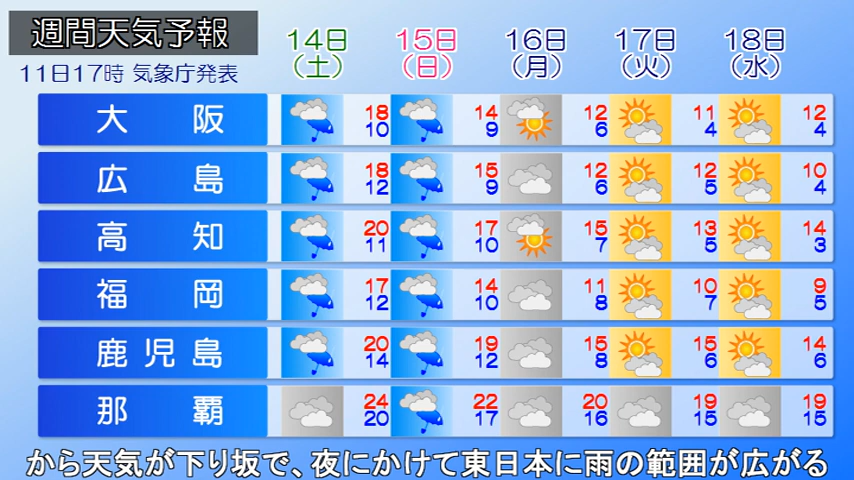 週間天気予報
11日17時 気象庁発表
14日 15日 16日 17日 18日
(土) (日) (月) (火) (水)
大阪 18 10 14 9 12 6 11 4 12 4
広島 18 12 15 9 12 6 12 5 10 4
高知 20 11 17 10 15 7 13 5 14 3
福岡 17 12 14 10 11 8 10 7 9 5
鹿児島 20 14 19 12 15 8 15 6 14 6
那覇 24 20 22 17 20 16 19 15 19 15
から天気が下り坂で、夜にかけて東日本に雨の範囲が広がる